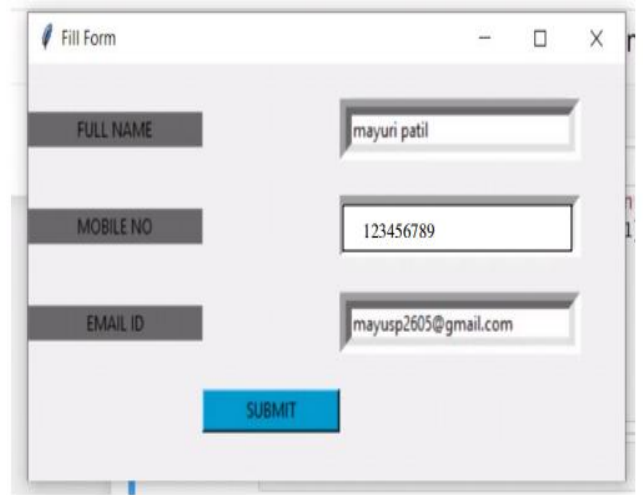 Fill Form
FULL NAME mayuri patil
MOBILE NO 123456789
EMAIL ID mayusp2605@gmail.com
SUBMIT